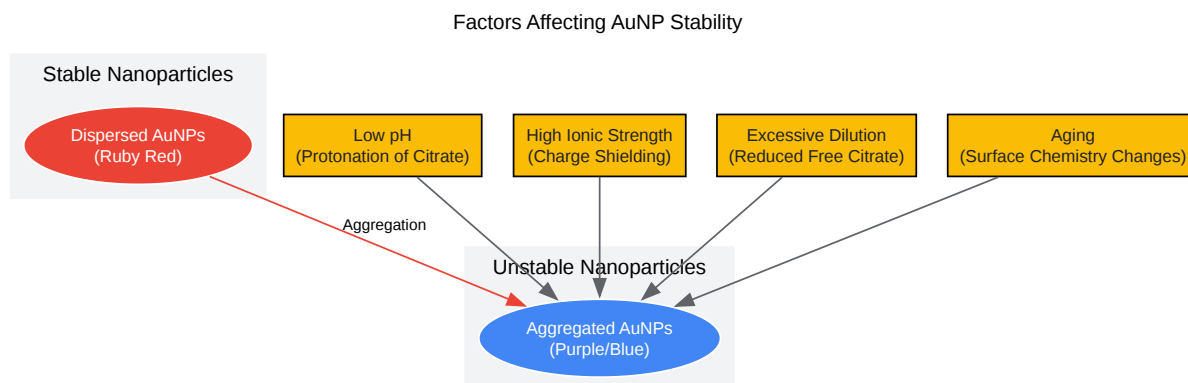 Factors Affecting AuNP Stability
Stable Nanoparticles
Dispersed AuNPs
(Ruby Red)
Low pH
(Protonation of Citrate)
High Ionic Strength
(Charge Shielding)
Excessive Dilution
(Reduced Free Citrate)
Aging
(Surface Chemistry Changes)
Aggregation
Unstable Nanoparticles
Aggregated AuNPs
(Purple/Blue)